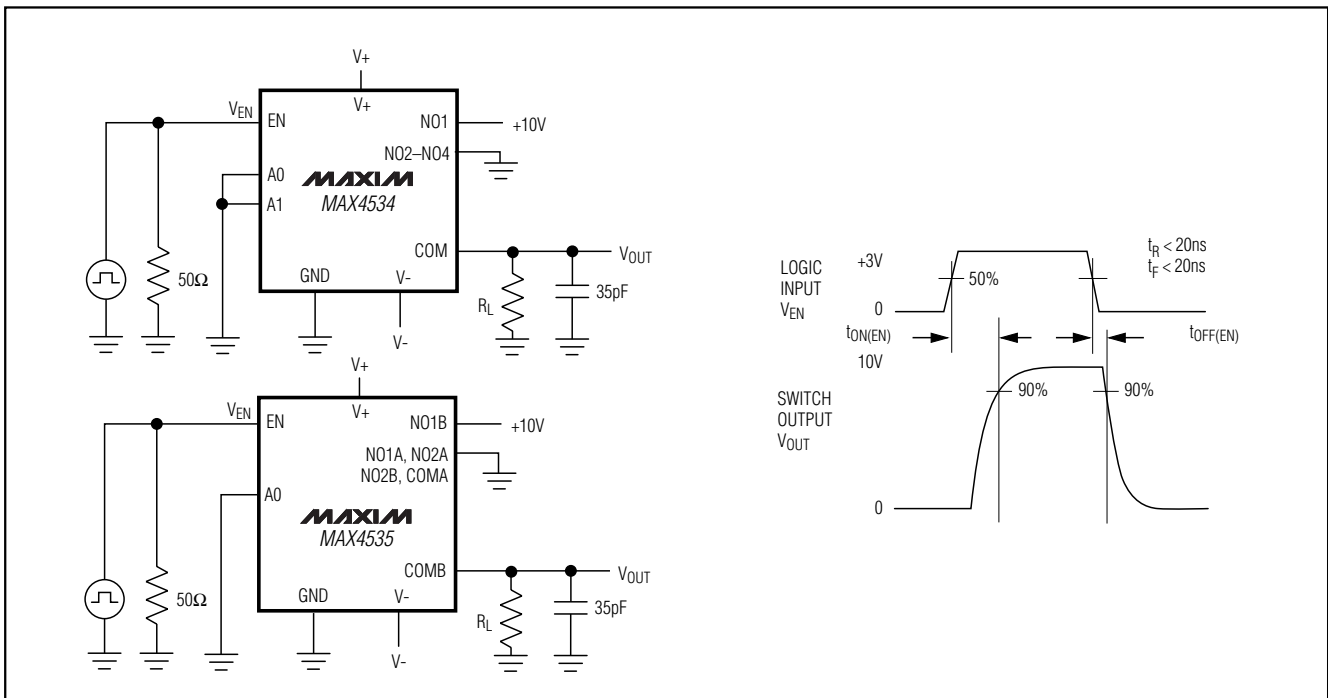 V+
V+
VEN
EN
NO1
+10V
NO2–NO4
A0
MAXIM
A1
MAX4534
COM
VOUT
50Ω
GND
V-
RL
35pF
V-
V+
V+
VEN
EN
NO1B
+10V
NO1A, NO2A
NO2B, COMA
A0
MAXIM
MAX4535
COMB
VOUT
50Ω
GND
V-
RL
35pF
V-
LOGIC
INPUT
VEN
+3V
0
50%
tR < 20ns
tF < 20ns
tON(EN)
tOFF(EN)
10V
SWITCH
OUTPUT
VOUT
90%
90%
0